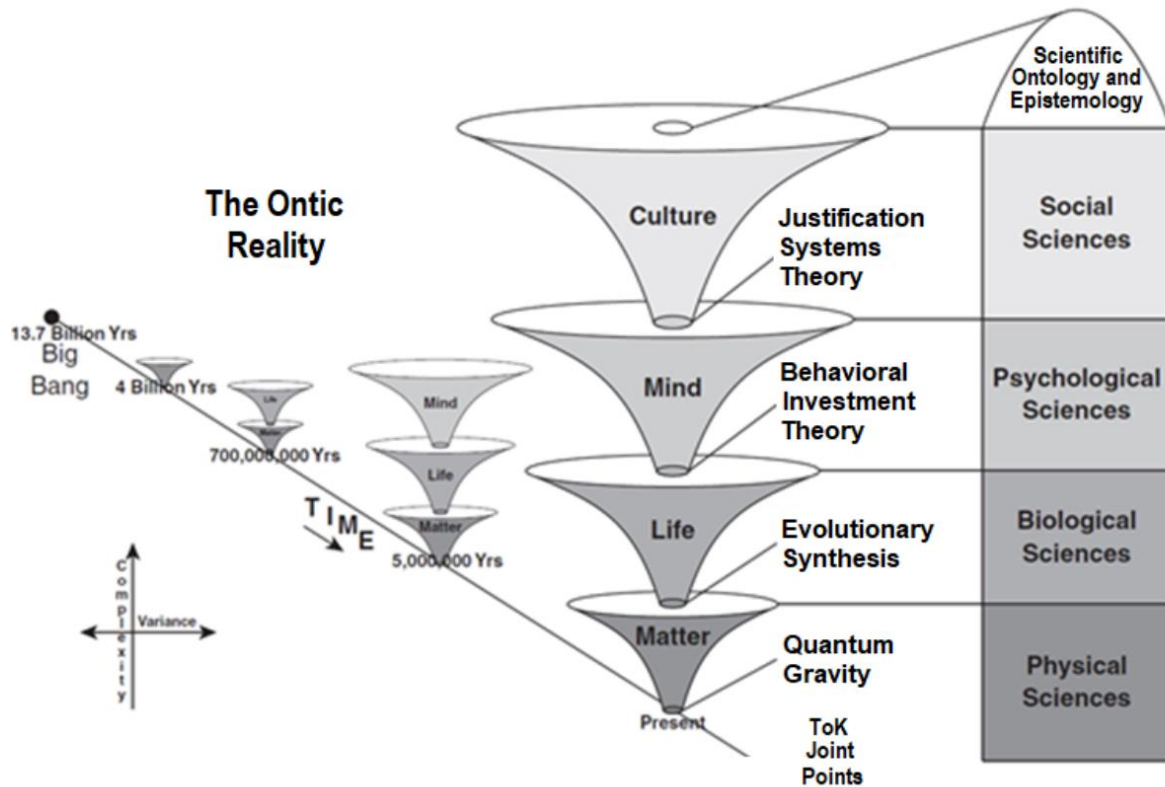 Scientific
Ontology and
Epistemology
The Ontic
Reality
Culture
Justification
Systems
Theory
Social
Sciences
13.7 Billion Yrs
Big
Bang
4 Billion Yrs
Life
Matter
700,000,000 Yrs
Mind
Life
Matter
5,000,000 Yrs
TIME
Mind
Behavioral
Investment
Theory
Psychological
Sciences
Life
Evolutionary
Synthesis
Biological
Sciences
Complexity
Variance
Matter
Quantum
Gravity
Physical
Sciences
Present
ToK
Joint
Points